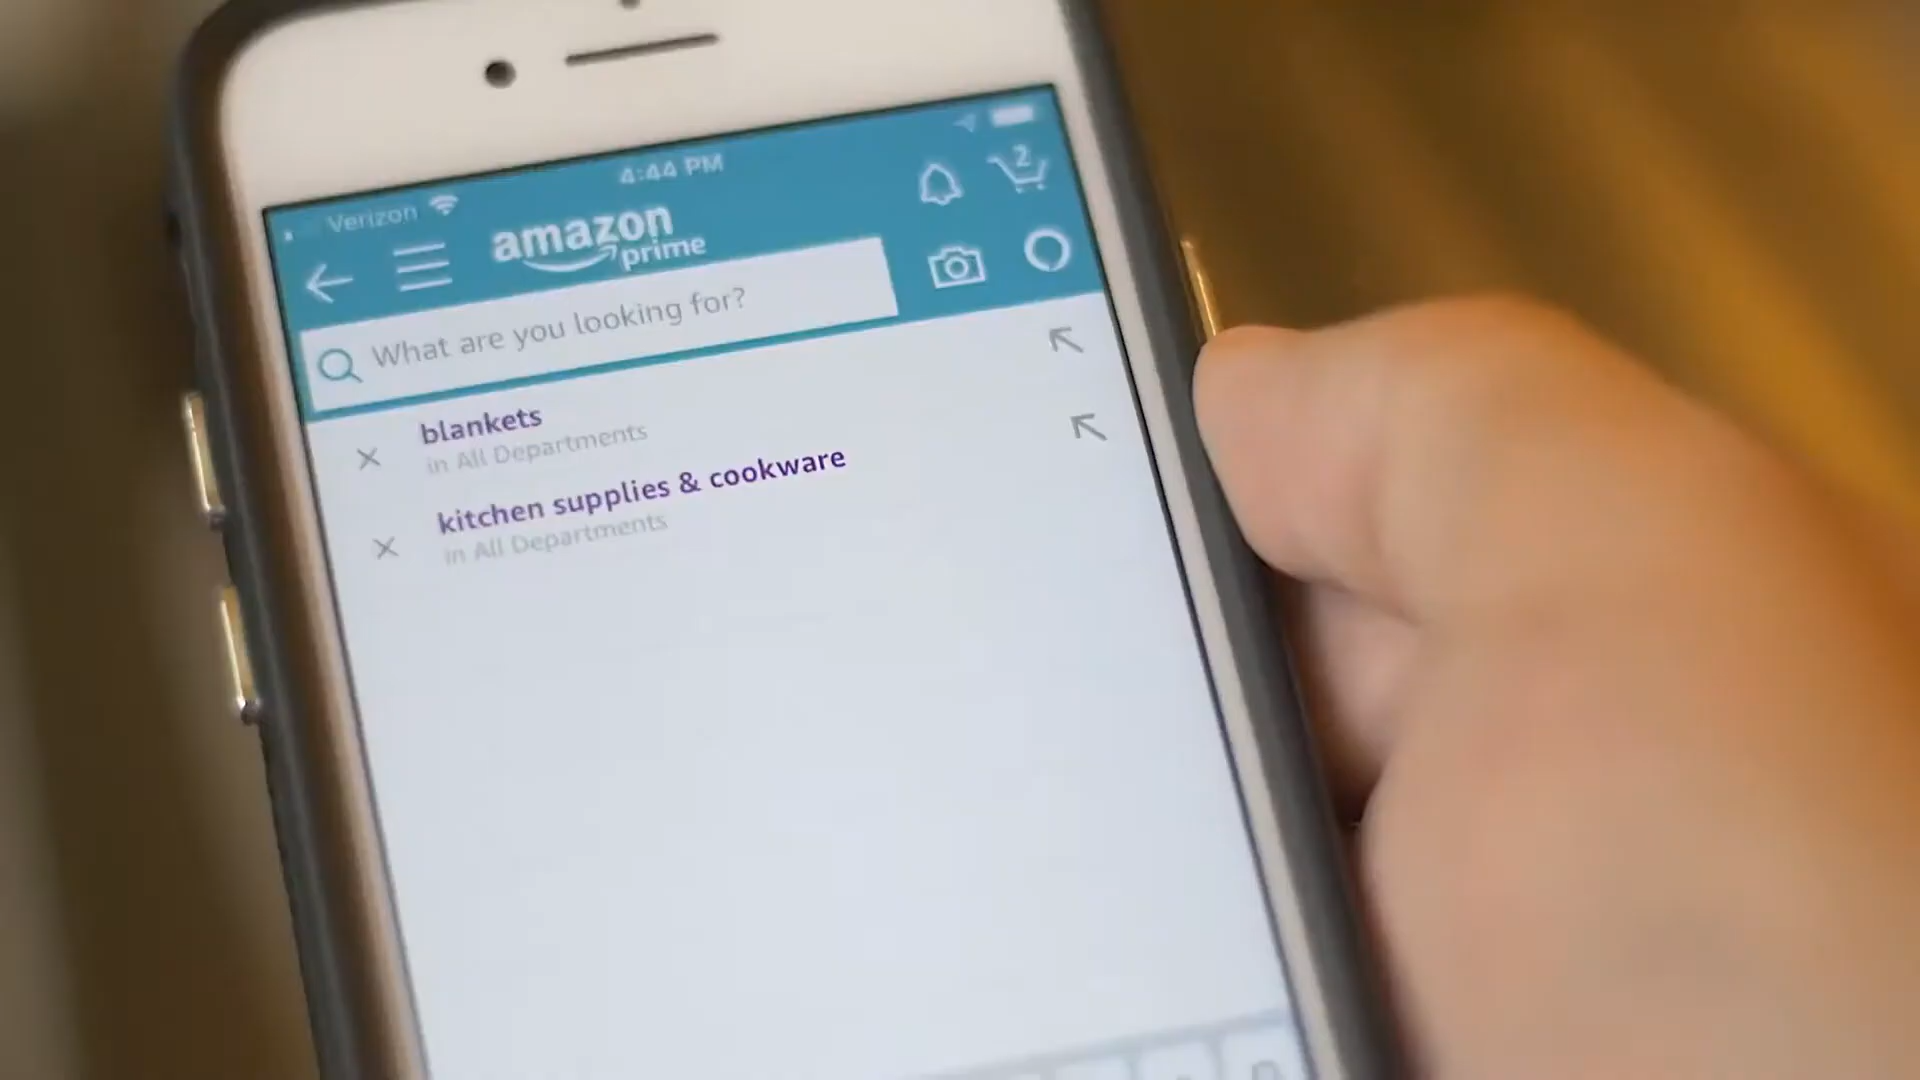 4:44 PM
Verizon
2
amazon
prime
What are you looking for?
blankets
in All Departments
kitchen supplies & cookware
in All Departments